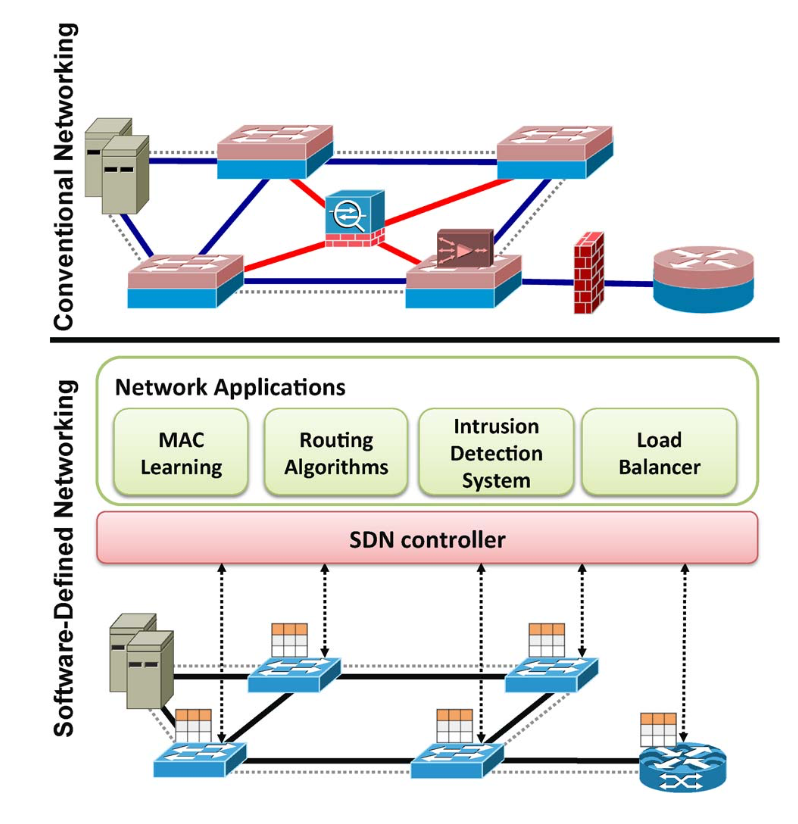 Conventional Networking
Software-Defined Networking
Network Applications
MAC
Learning
Routing
Algorithms
Intrusion
Detection
System
Load
Balancer
SDN controller